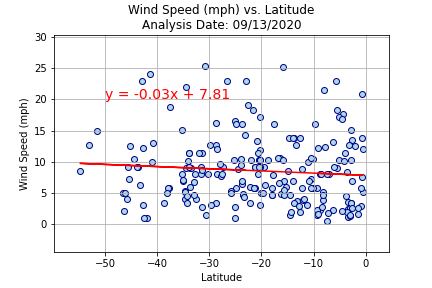 Wind Speed (mph) vs. Latitude
Analysis Date: 09/13/2020
30
25
20
15
10
5
0
y = -0.03x + 7.81
Wind Speed (mph)
−50 −40 −30 −20 −10 0
Latitude